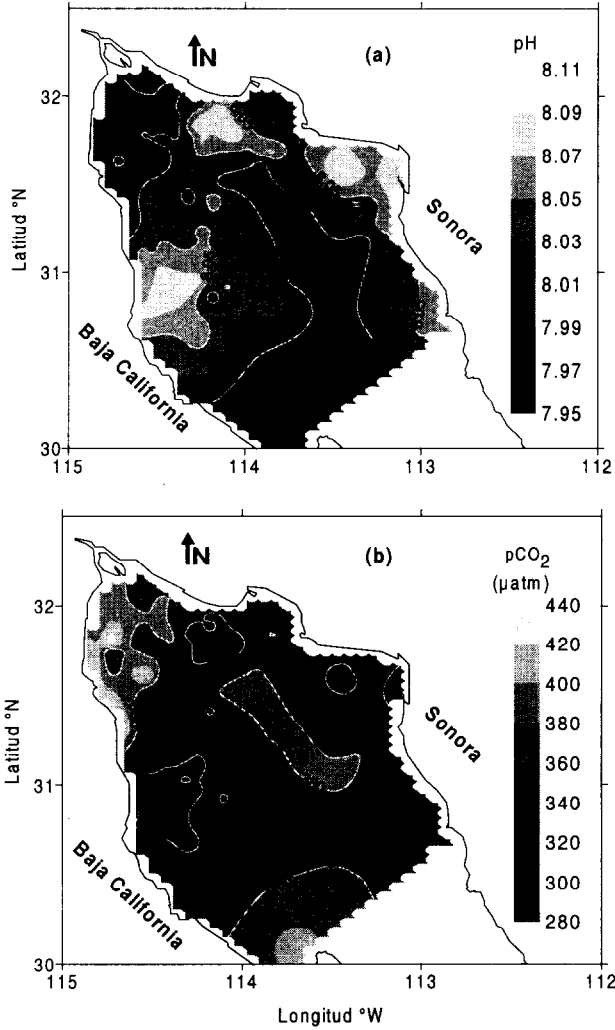 N
(a)
pH
8.11
8.09
8.07
8.05
8.03
8.01
7.99
7.97
7.95
32
31
30
Latitud °N
Sonora
Baja California
115
114
113
112
N
(b)
pCO₂
(µatm)
440
420
400
380
360
340
320
300
280
32
31
30
Latitud °N
Sonora
Baja California
115
114
113
112
Longitud °W